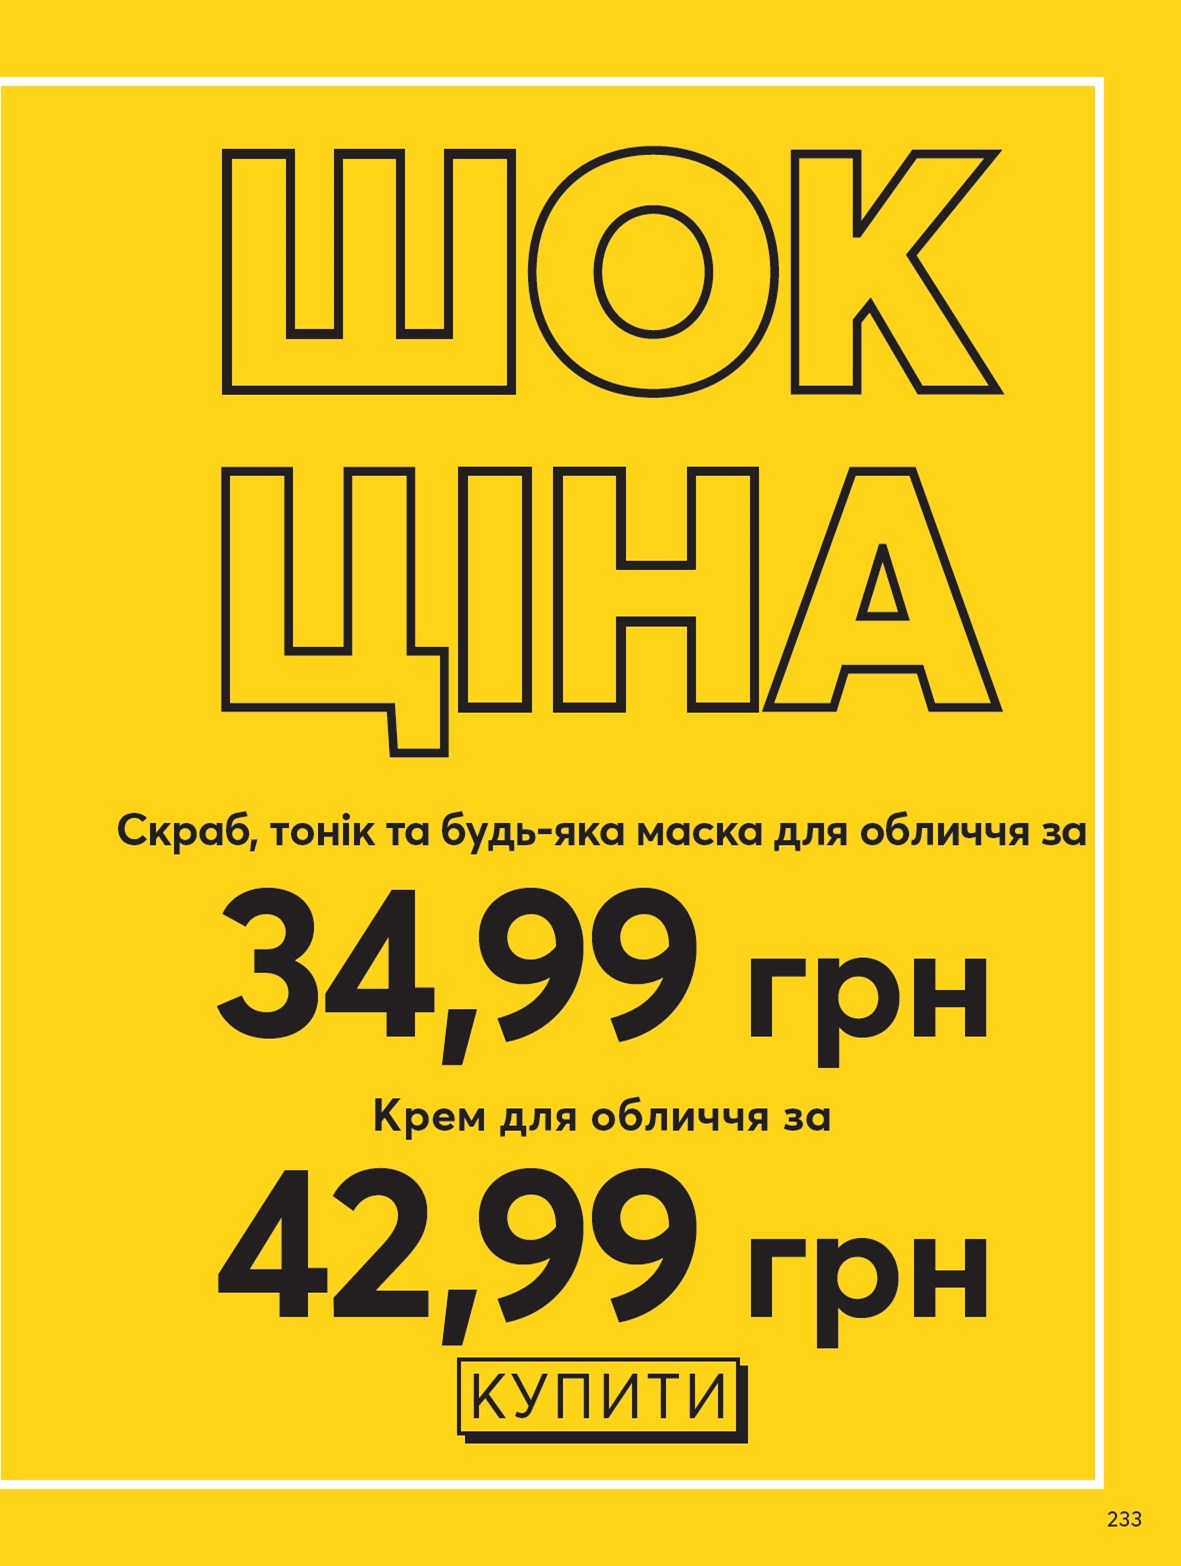 ШОК
ЦІНА
Скраб, тонік та будь-яка маска для обличчя за
34,99 грн
Крем для обличчя за
42,99 грн
КУПИТИ
233